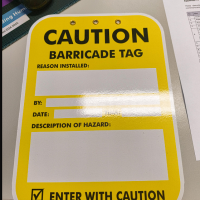 CAUTION
BARRICADE TAG
REASON INSTALLED:
BY:
DATE:
DESCRIPTION OF HAZARD:
ENTER WITH CAUTION